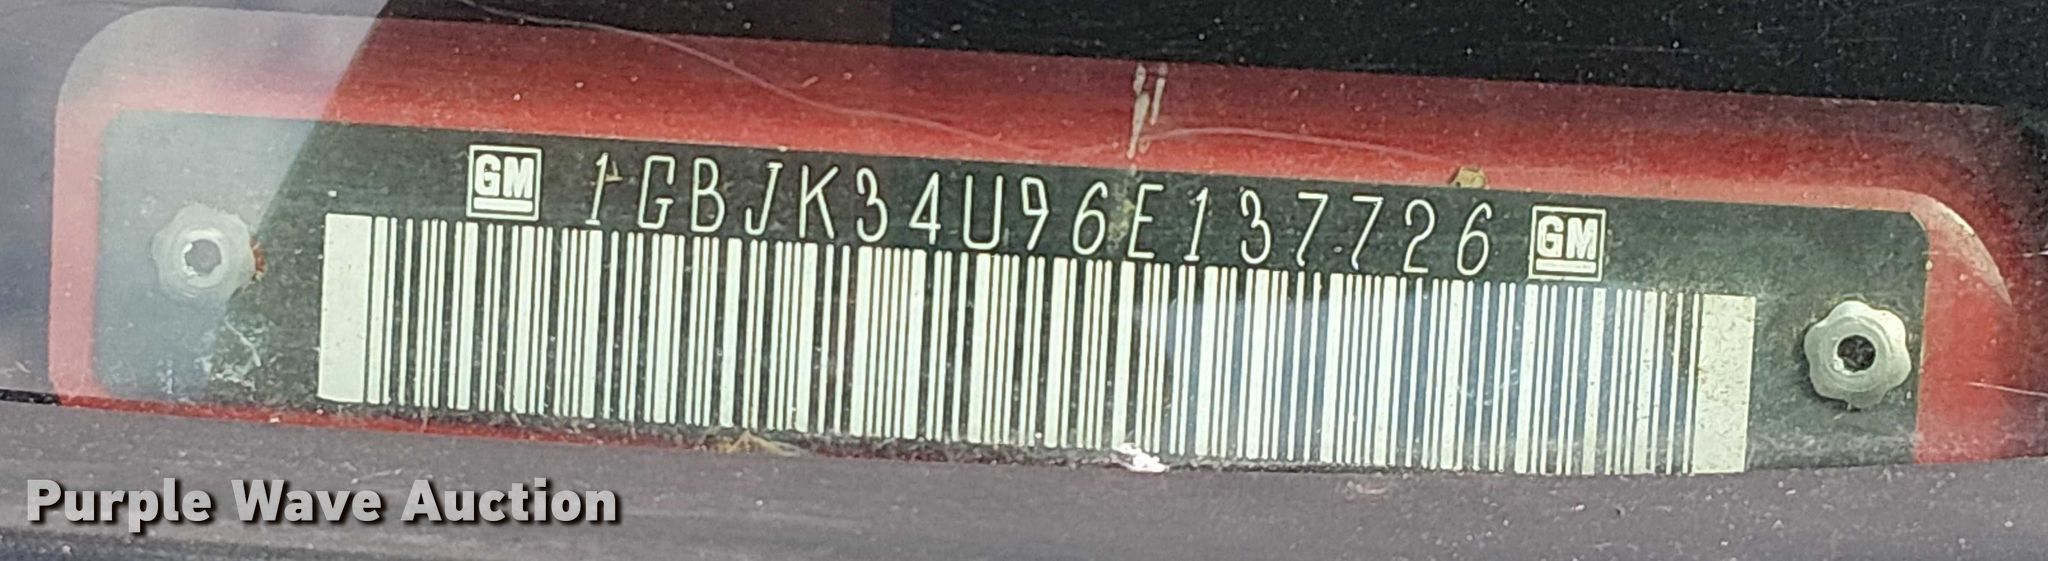 GM 1GBJK34U96E137726 GM
Purple Wave Auction